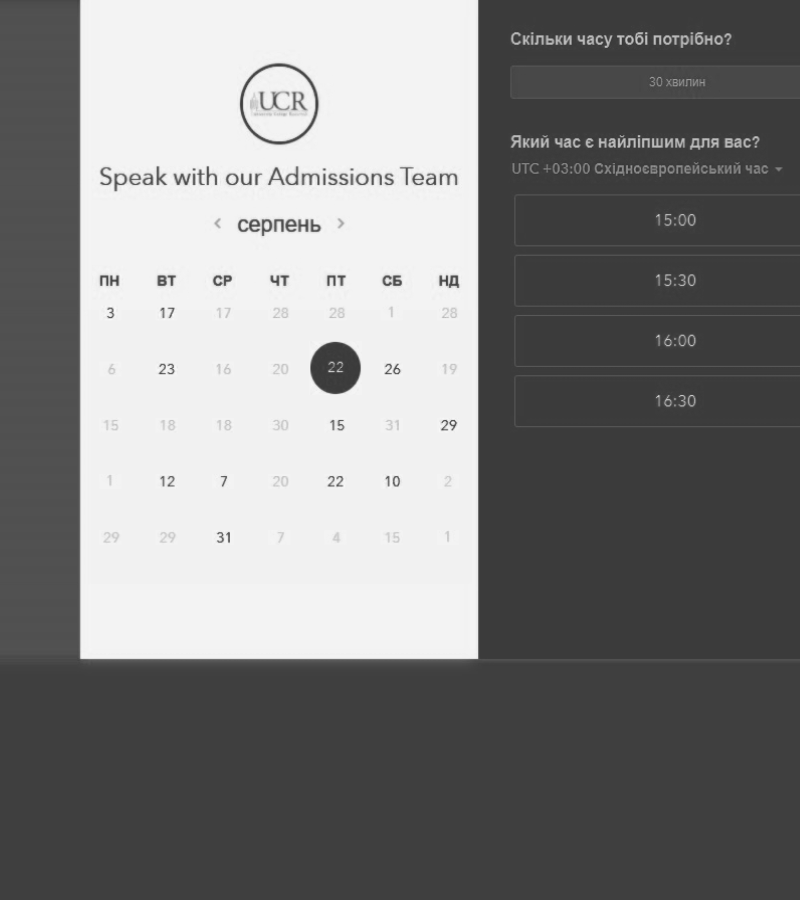 UCR
Speak with our Admissions Team
серпень
ПН ВТ СР ЧТ ПТ СБ НД
3 17 17 28 28 1 28
6 23 16 20 22 26 19
15 18 18 30 15 31 29
1 12 7 20 22 10 2
29 29 31 7 4 15 1
Скільки часу тобі потрібно?
30 хвилин
Який час є найліпшим для вас?
UTC +03:00 Східноєвропейський час
15:00
15:30
16:00
16:30